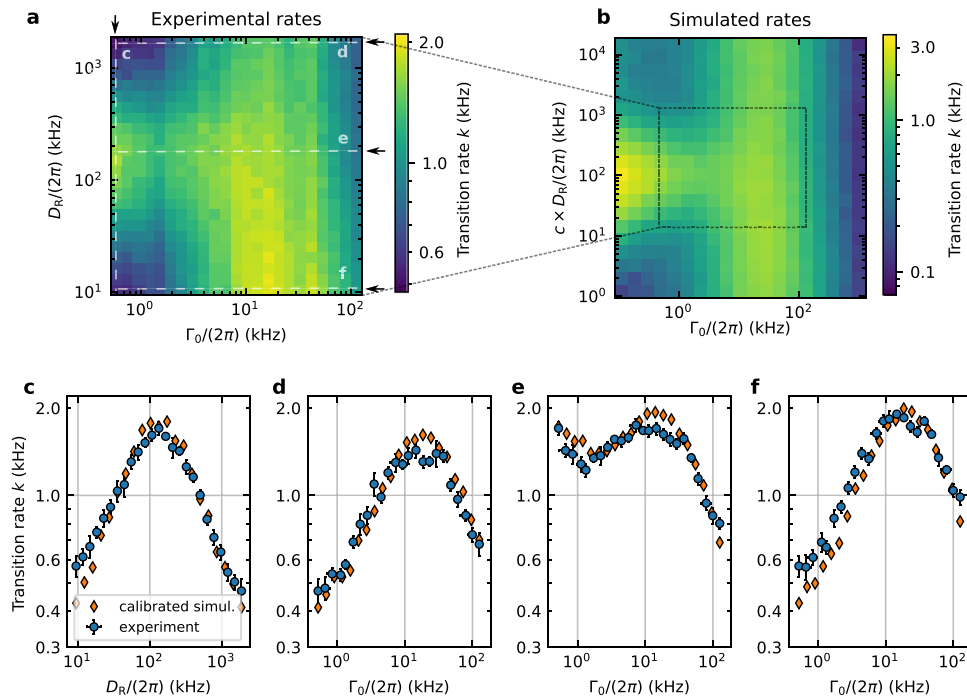 a
Experimental rates
c
d
e
f
10³
10²
10¹
D_R/(2π) (kHz)
10⁰
10¹
10²
Γ₀/(2π) (kHz)
2.0
1.0
0.6
Transition rate k (kHz)
b
Simulated rates
10⁴
10³
10²
10¹
10⁰
c × D_R/(2π) (kHz)
10⁰
10²
Γ₀/(2π) (kHz)
3.0
1.0
0.3
0.1
Transition rate k (kHz)
c
2.0
1.0
0.6
0.4
0.3
Transition rate k (kHz)
calibrated simul.
experiment
10¹
10²
10³
D_R/(2π) (kHz)
d
2.0
1.0
0.6
0.4
0.3
10⁰
10¹
10²
Γ₀/(2π) (kHz)
e
2.0
1.0
0.6
0.4
0.3
10⁰
10¹
10²
Γ₀/(2π) (kHz)
f
2.0
1.0
0.6
0.4
0.3
10⁰
10¹
10²
Γ₀/(2π) (kHz)